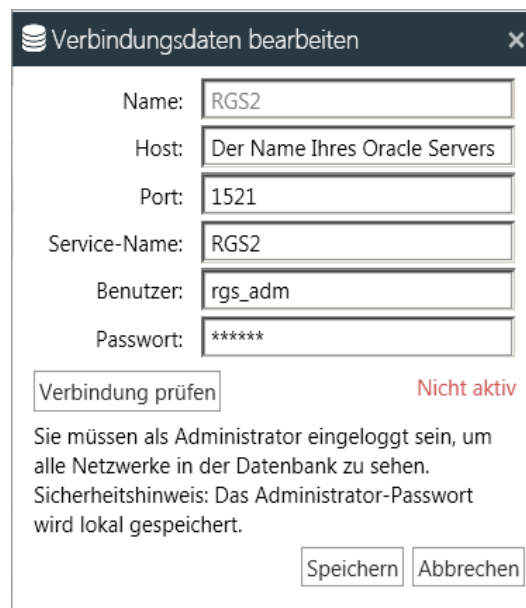 Verbindungsdaten bearbeiten ×
Name: RGS2
Host: Der Name Ihres Oracle Servers
Port: 1521
Service-Name: RGS2
Benutzer: rgs_adm
Passwort: ******
Verbindung prüfen Nicht aktiv
Sie müssen als Administrator eingeloggt sein, um
alle Netzwerke in der Datenbank zu sehen.
Sicherheitshinweis: Das Administrator-Passwort
wird lokal gespeichert.
Speichern Abbrechen